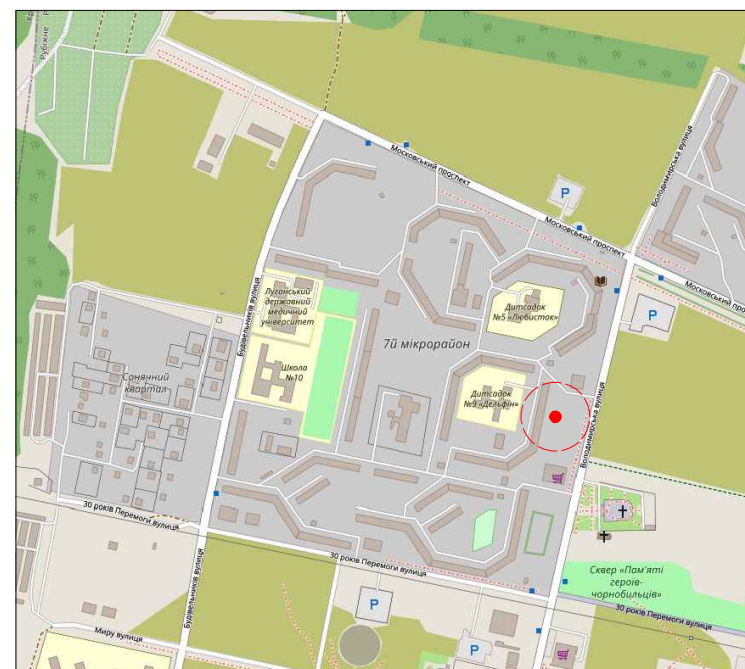 Рубіжне
Московський проспект
Володимирська вулиця
P
Московський проспект
Луганський
державний
медичний
університет
Дитсадок
№5 «Любисток»
Будівельників вулиця
P
7й мікрорайон
Школа
№10
Сонячний
квартал
Дитсадок
№9 «Дельфін»
Володимирська вулиця
30 років Перемоги вулиця
30 років Перемоги вулиця
Сквер «Пам'яті
героїв-
чорнобильців»
Будівельників вулиця
P
30 років Перемоги вулиця
Миру вулиця
P